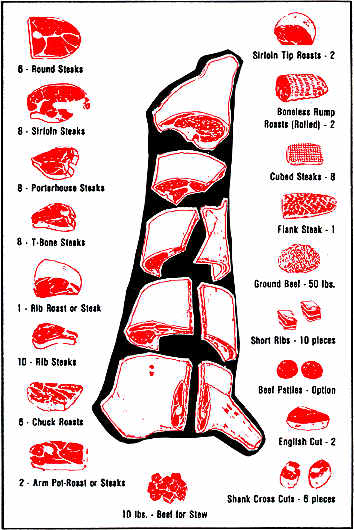 6 - Round Steaks
8 - Sirloin Steaks
8 - Porterhouse Steaks
8 - T-Bone Steaks
1 - Rib Roast or Steak
10 - Rib Steaks
6 - Chuck Roasts
2 - Arm Pot-Roast or Steaks
10 lbs. - Beef for Stew
Sirloin Tip Roasts - 2
Boneless Rump
Roasts (Rolled) - 2
Cubed Steaks - 8
Flank Steak - 1
Ground Beef - 50 lbs.
Short Ribs - 10 pieces
Beef Patties - Option
English Cut - 2
Shank Cross Cuts - 6 pieces